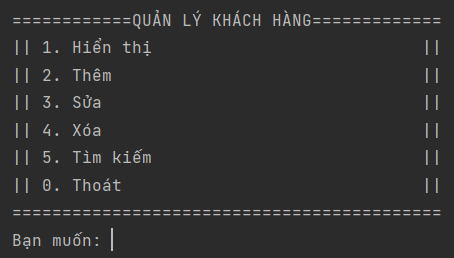 ============QUẢN LÝ KHÁCH HÀNG=============
|| 1. Hiển thị                           ||
|| 2. Thêm                               ||
|| 3. Sửa                                ||
|| 4. Xóa                                ||
|| 5. Tìm kiếm                           ||
|| 0. Thoát                              ||
===========================================
Bạn muốn: